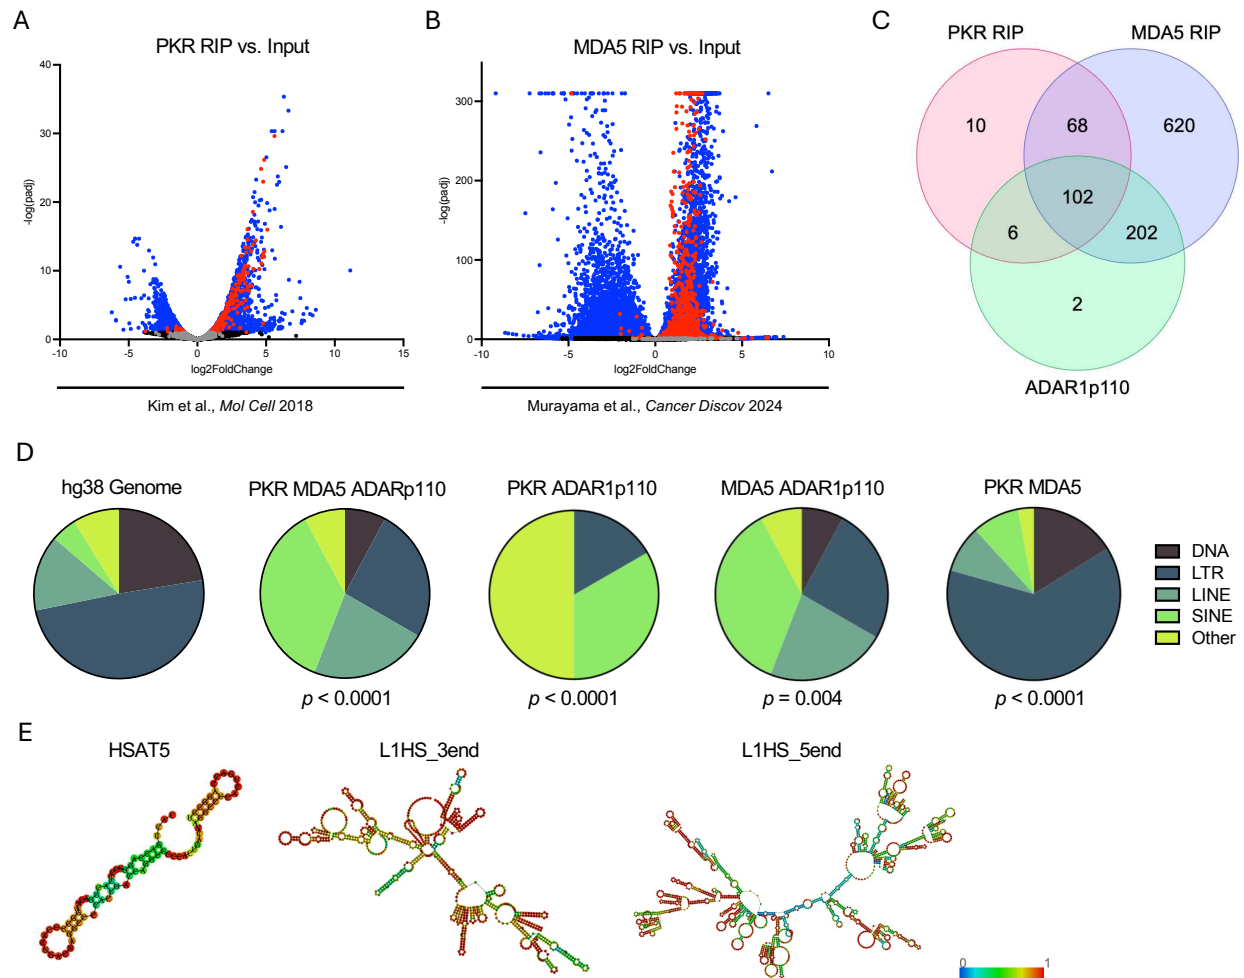 A
PKR RIP vs. Input
40
30
20
10
0
-log(padj)
-10
-5
0
5
10
15
log2FoldChange
Kim et al., Mol Cell 2018
B
MDA5 RIP vs. Input
300
200
100
0
-log(padj)
-10
-5
0
5
10
log2FoldChange
Murayama et al., Cancer Discov 2024
C
PKR RIP
MDA5 RIP
10
68
620
102
6
202
2
ADAR1p110
D
hg38 Genome
PKR MDA5 ADARp110
p < 0.0001
PKR ADAR1p110
p < 0.0001
MDA5 ADAR1p110
p = 0.004
PKR MDA5
p < 0.0001
DNA
LTR
LINE
SINE
Other
E
HSAT5
L1HS_3end
L1HS_5end
0
1